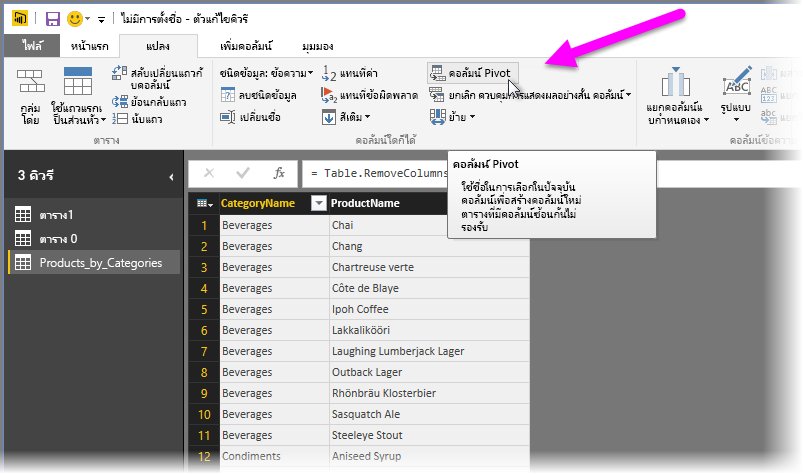 ไม่มีการตั้งชื่อ - ตัวแก้ไขคิวรี
ไฟล์ หน้าแรก แปลง เพิ่มคอลัมน์ มุมมอง
กลุ่มโดย
ใช้แถวแรกเป็นส่วนหัว
สลับเปลี่ยนแถวกับคอลัมน์
ย้อนกลับแถว
นับแถว
ตาราง
ชนิดข้อมูล: ข้อความ
ลบชนิดข้อมูล
เปลี่ยนชื่อ
แทนที่ค่า
แทนที่ข้อผิดพลาด
สีเติม
คอลัมน์ Pivot
ยกเลิก ควบคุมการแสดงผลอย่างสั้น คอลัมน์
ย้าย
คอลัมน์ใดก็ได้
แยกคอลัมน์แบกำหนดเอง
รูปแบบ
ABC
ABC
123
คอลัมน์ข้อคว
คอลัมน์ Pivot
ใช้ชื่อในการเลือกในปัจจุบัน
คอลัมน์เพื่อสร้างคอลัมน์ใหม่
ตารางที่มีคอลัมน์ซ้อนกันไม่
รองรับ
3 คิวรี
ตาราง1
ตาราง 0
Products_by_Categories
fx = Table.RemoveColumns
CategoryName ProductName
1 Beverages Chai
2 Beverages Chang
3 Beverages Chartreuse verte
4 Beverages Côte de Blaye
5 Beverages Ipoh Coffee
6 Beverages Lakkalikööri
7 Beverages Laughing Lumberjack Lager
8 Beverages Outback Lager
9 Beverages Rhönbräu Klosterbier
10 Beverages Sasquatch Ale
11 Beverages Steeleye Stout
12 Condiments Aniseed Syrup